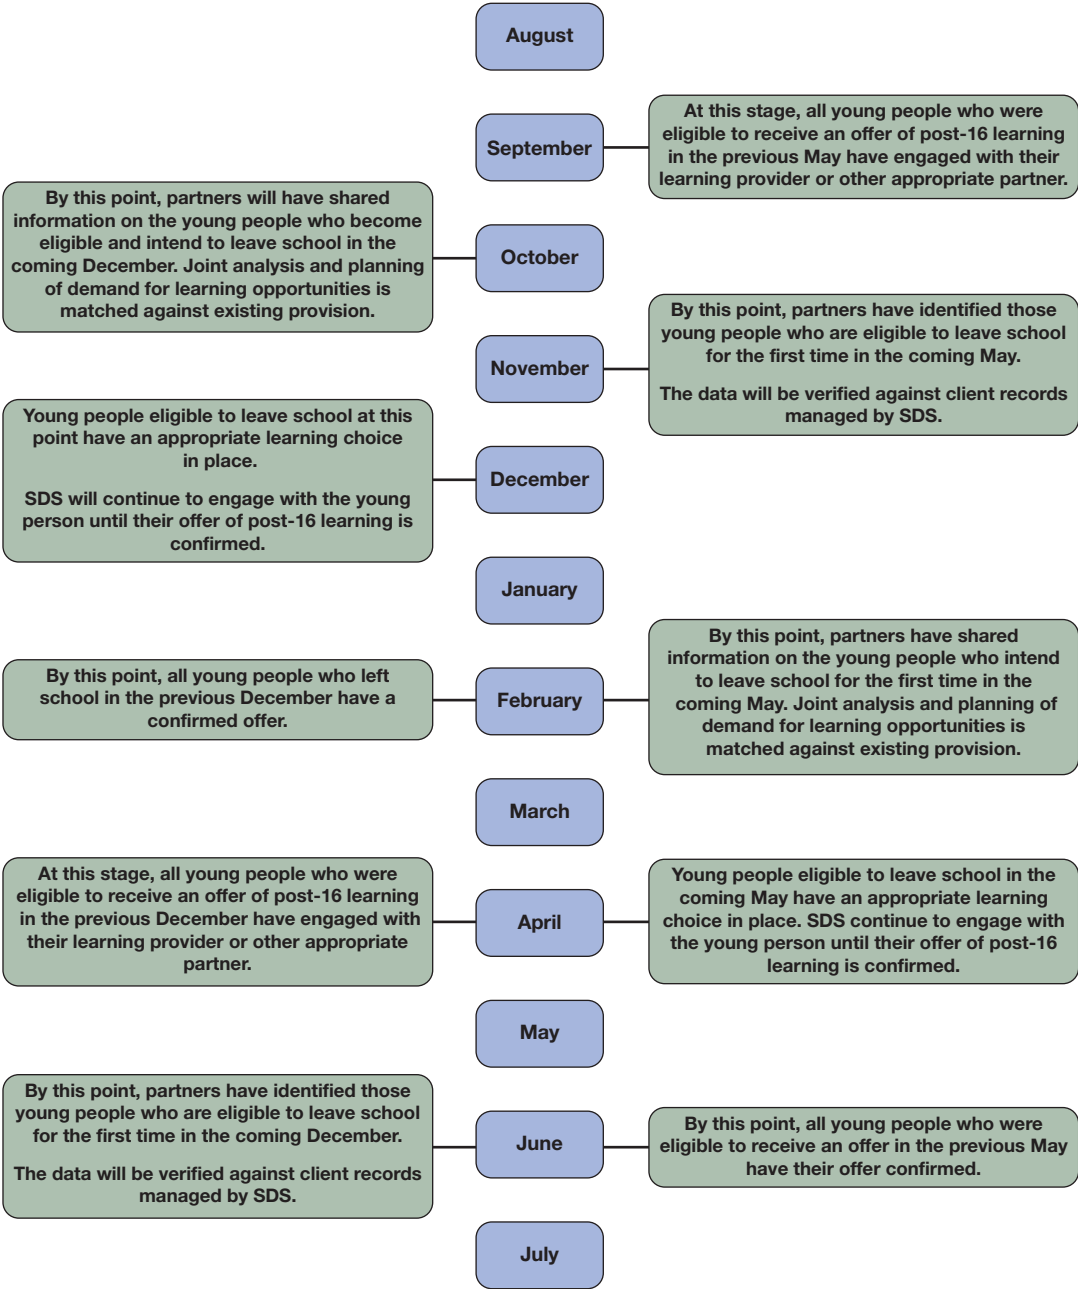 August
At this stage, all young people who were
eligible to receive an offer of post-16 learning
in the previous May have engaged with their
learning provider or other appropriate partner.
September
By this point, partners will have shared
information on the young people who become
eligible and intend to leave school in the
coming December. Joint analysis and planning
of demand for learning opportunities is
matched against existing provision.
October
By this point, partners have identified those
young people who are eligible to leave school
for the first time in the coming May.
The data will be verified against client records
managed by SDS.
November
Young people eligible to leave school at this
point have an appropriate learning choice
in place.
SDS will continue to engage with the young
person until their offer of post-16 learning is
confirmed.
December
January
By this point, all young people who left
school in the previous December have a
confirmed offer.
February
By this point, partners have shared
information on the young people who intend
to leave school for the first time in the
coming May. Joint analysis and planning of
demand for learning opportunities is
matched against existing provision.
March
At this stage, all young people who were
eligible to receive an offer of post-16 learning
in the previous December have engaged with
their learning provider or other appropriate
partner.
April
Young people eligible to leave school in the
coming May have an appropriate learning
choice in place. SDS continue to engage with
the young person until their offer of post-16
learning is confirmed.
May
By this point, partners have identified those
young people who are eligible to leave school
for the first time in the coming December.
The data will be verified against client records
managed by SDS.
June
By this point, all young people who were
eligible to receive an offer in the previous May
have their offer confirmed.
July